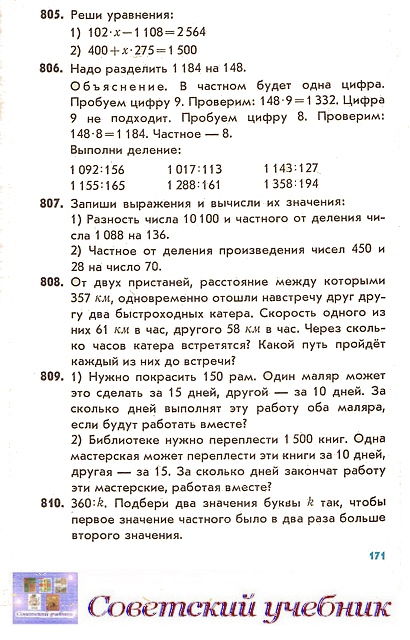 805. Реши уравнения:
1) 102·x−1 108=2 564
2) 400+x·275=1 500
806. Надо разделить 1 184 на 148.
Объяснение. В частном будет одна цифра.
Пробуем цифру 9. Проверим: 148·9=1 332. Цифра
9 не подходит. Пробуем цифру 8. Проверим:
148·8=1 184. Частное — 8.
Выполни деление:
1 092:156 1 017:113 1 143:127
1 155:165 1 288:161 1 358:194
807. Запиши выражения и вычисли их значения:
1) Разность числа 10 100 и частного от деления чи-
сла 1 088 на 136.
2) Частное от деления произведения чисел 450 и
28 на число 70.
808. От двух пристаней, расстояние между которыми
357 км, одновременно отошли навстречу друг дру-
гу два быстроходных катера. Скорость одного из
них 61 км в час, другого 58 км в час. Через сколь-
ко часов катера встретятся? Какой путь пройдёт
каждый из них до встречи?
809. 1) Нужно покрасить 150 рам. Один маляр может
это сделать за 15 дней, другой — за 10 дней. За
сколько дней выполнят эту работу оба маляра,
если будут работать вместе?
2) Библиотеке нужно переплести 1 500 книг. Одна
мастерская может переплести эти книги за 10 дней,
другая — за 15. За сколько дней закончат работу
эти мастерские, работая вместе?
810. 360:k. Подбери два значения буквы k так, чтобы
первое значение частного было в два раза больше
второго значения.
171
Советский учебник
Советский учебник